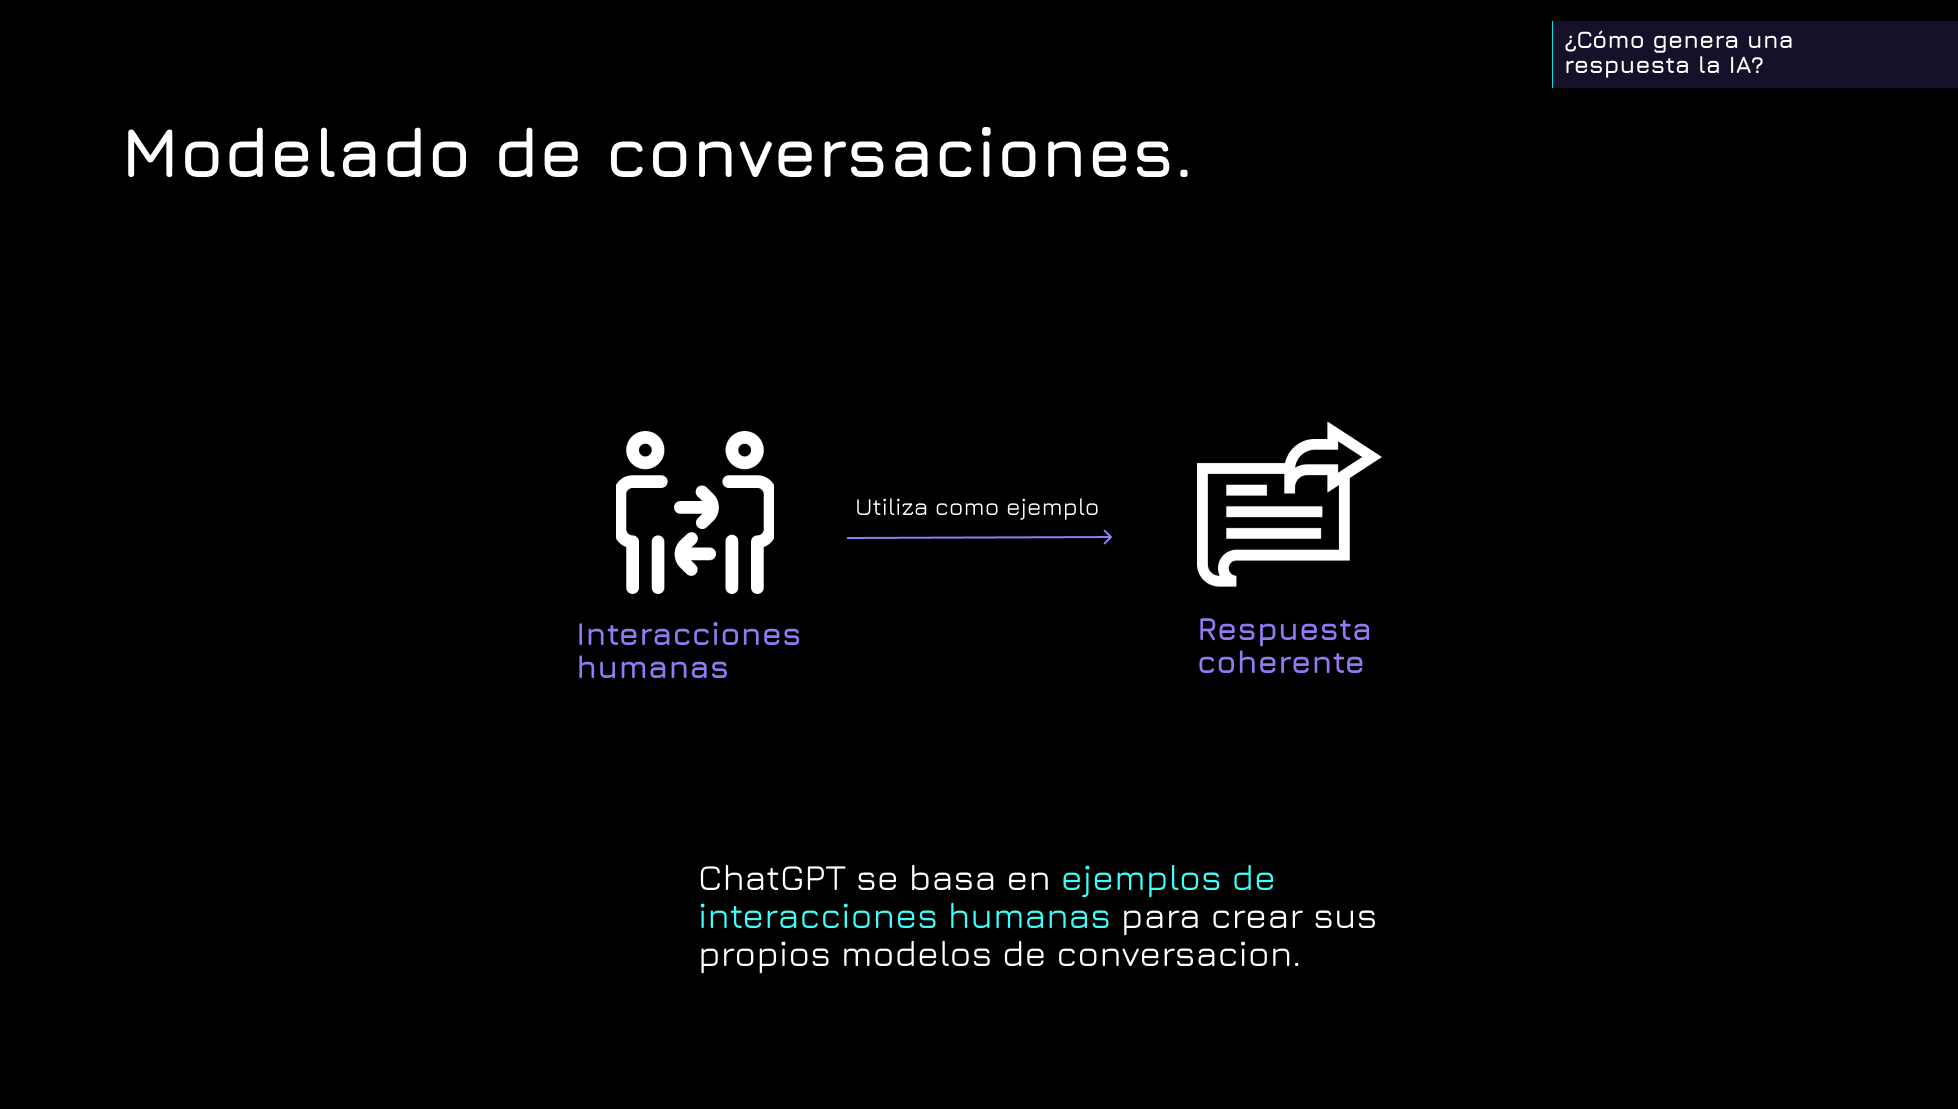 ¿Cómo genera una
respuesta la IA?
Modelado de conversaciones.
Utiliza como ejemplo
Interacciones
humanas
Respuesta
coherente
ChatGPT se basa en ejemplos de
interacciones humanas para crear sus
propios modelos de conversacion.